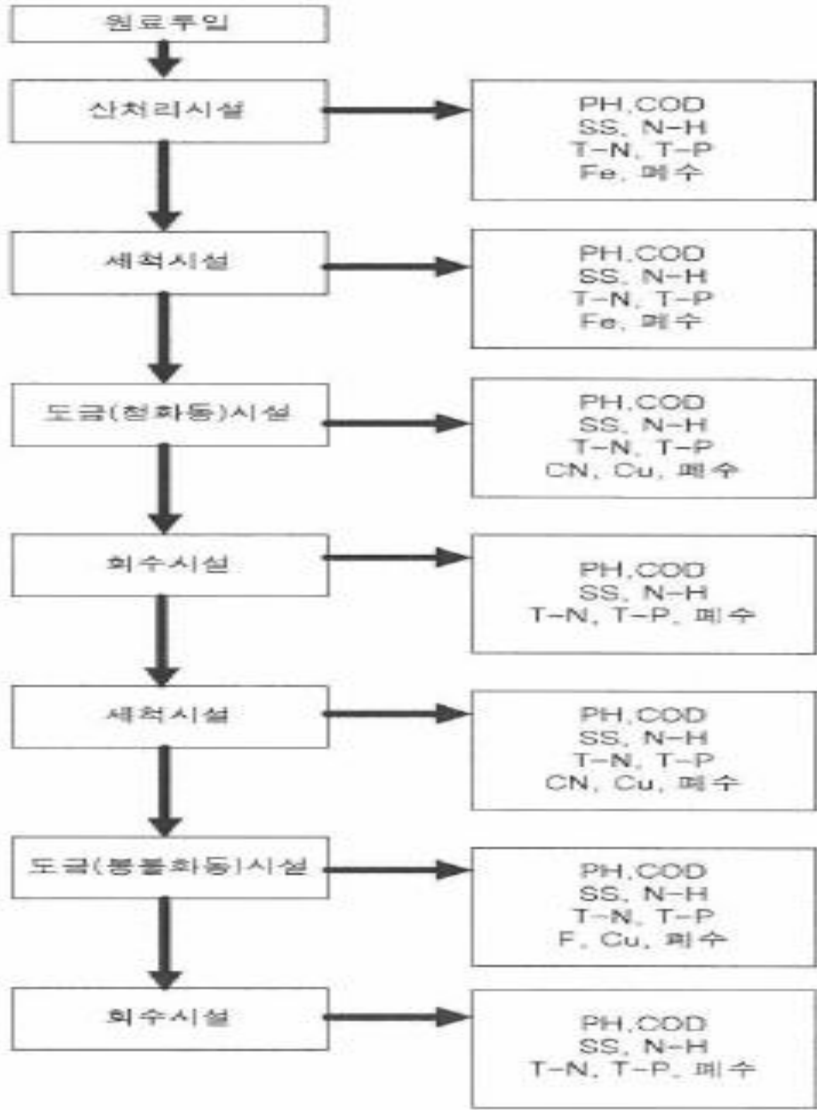 원료투입
산처리시설
PH,COD
SS, N-H
T-N, T-P
Fe, 폐수
세척시설
PH,COD
SS, N-H
T-N, T-P
Fe, 폐수
도금(청화동)시설
PH,COD
SS, N-H
T-N, T-P
CN, Cu, 폐수
회수시설
PH,COD
SS, N-H
T-N, T-P, 폐수
세척시설
PH,COD
SS, N-H
T-N, T-P
CN, Cu, 폐수
도금(붕불화동)시설
PH,COD
SS, N-H
T-N, T-P
F, Cu, 폐수
회수시설
PH,COD
SS, N-H
T-N, T-P, 폐수